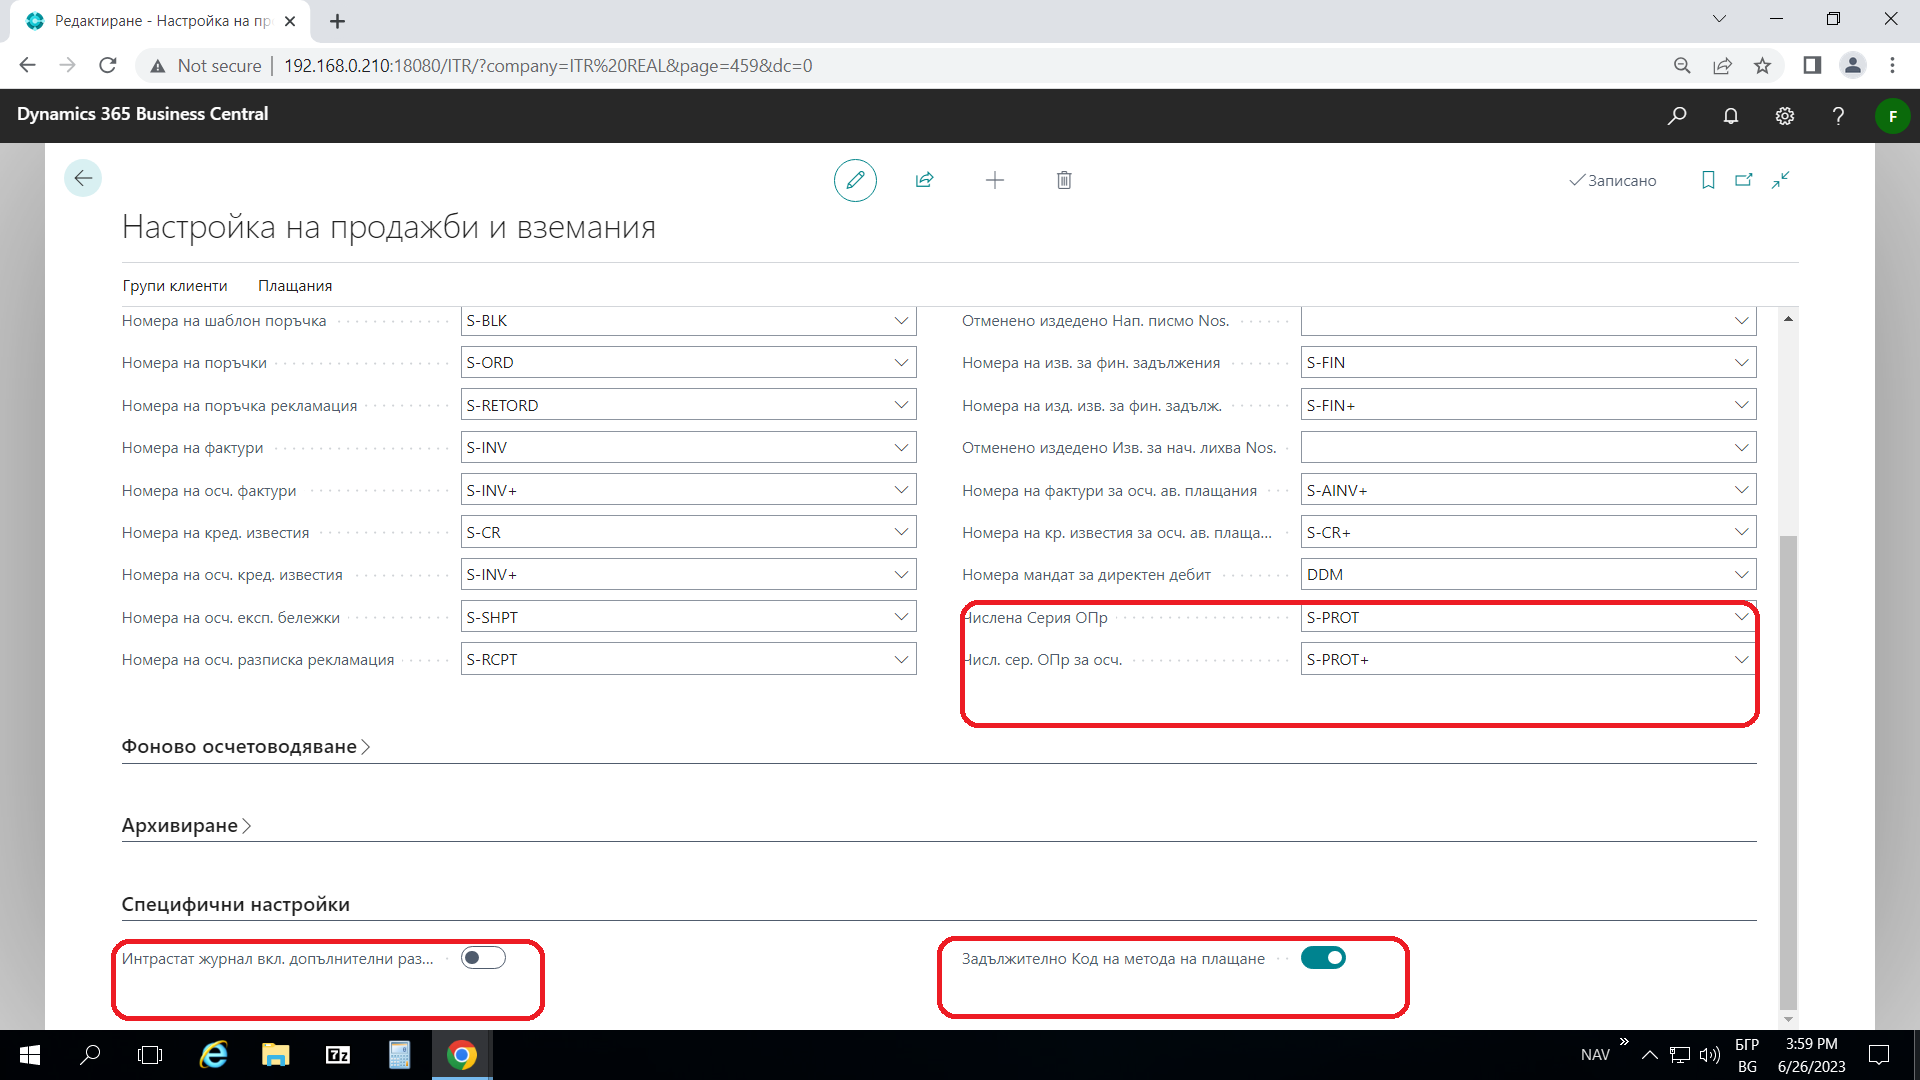 Редактиране - Настройка на пр
Not secure
192.168.0.210:18080/ITR/?company=ITR%20REAL&page=459&dc=0
Dynamics 365 Business Central
F
Записано
Настройка на продажби и вземания
Групи клиенти
Плащания
Номера на шаблон поръчка S-BLK
Отменено издедено Нап. писмо Nos.
Номера на поръчки S-ORD
Номера на изв. за фин. задължения S-FIN
Номера на поръчка рекламация S-RETORD
Номера на изд. изв. за фин. задълж. S-FIN+
Номера на фактури S-INV
Отменено издедено Изв. за нач. лихва Nos.
Номера на осч. фактури S-INV+
Номера на фактури за осч. ав. плащания S-AINV+
Номера на кред. известия S-CR
Номера на кр. известия за осч. ав. плаща... S-CR+
Номера на осч. кред. известия S-INV+
Номера мандат за директен дебит DDM
Номера на осч. експ. бележки S-SHPT
Числена Серия ОПр S-PROT
Номера на осч. разписка рекламация S-RCPT
Числ. сер. ОПр за осч. S-PROT+
Фоново осчетоводяване
Архивиране
Специфични настройки
Интрастат журнал вкл. допълнителни раз...
Задължително Код на метода на плащане
7z
NAV
БГР
BG
3:59 PM
6/26/2023